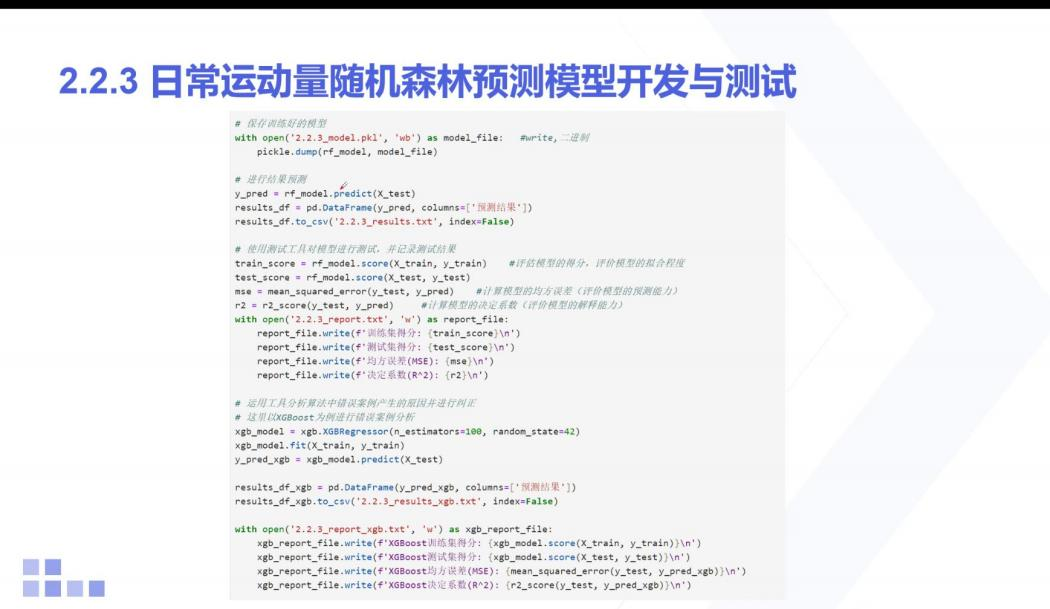 2.2.3 日常运动量随机森林预测模型开发与测试
# 保存训练好的模型
with open('2.2.3_model.pkl', 'wb') as model_file:   #write,二进制
    pickle.dump(rf_model, model_file)
# 进行结果预测
y_pred = rf_model.predict(X_test)
results_df = pd.DataFrame(y_pred, columns=['预测结果'])
results_df.to_csv('2.2.3_results.txt', index=False)
# 使用测试工具对模型进行测试，并记录测试结果
train_score = rf_model.score(X_train, y_train)    #评估模型的得分，评价模型的拟合程度
test_score = rf_model.score(X_test, y_test)
mse = mean_squared_error(y_test, y_pred)    #计算模型的均方误差（评价模型的预测能力）
r2 = r2_score(y_test, y_pred)     #计算模型的决定系数（评价模型的解释能力）
with open('2.2.3_report.txt', 'w') as report_file:
    report_file.write(f'训练集得分: {train_score}\n')
    report_file.write(f'测试集得分: {test_score}\n')
    report_file.write(f'均方误差(MSE): {mse}\n')
    report_file.write(f'决定系数(R^2): {r2}\n')
# 运用工具分析算法中错误案例产生的原因并进行纠正
# 这里以XGBoost为例进行错误案例分析
xgb_model = xgb.XGBRegressor(n_estimators=100, random_state=42)
xgb_model.fit(X_train, y_train)
y_pred_xgb = xgb_model.predict(X_test)
results_df_xgb = pd.DataFrame(y_pred_xgb, columns=['预测结果'])
results_df_xgb.to_csv('2.2.3_results_xgb.txt', index=False)
with open('2.2.3_report_xgb.txt', 'w') as xgb_report_file:
    xgb_report_file.write(f'XGBoost训练集得分: {xgb_model.score(X_train, y_train)}\n')
    xgb_report_file.write(f'XGBoost测试集得分: {xgb_model.score(X_test, y_test)}\n')
    xgb_report_file.write(f'XGBoost均方误差(MSE): {mean_squared_error(y_test, y_pred_xgb)}\n')
    xgb_report_file.write(f'XGBoost决定系数(R^2): {r2_score(y_test, y_pred_xgb)}\n')